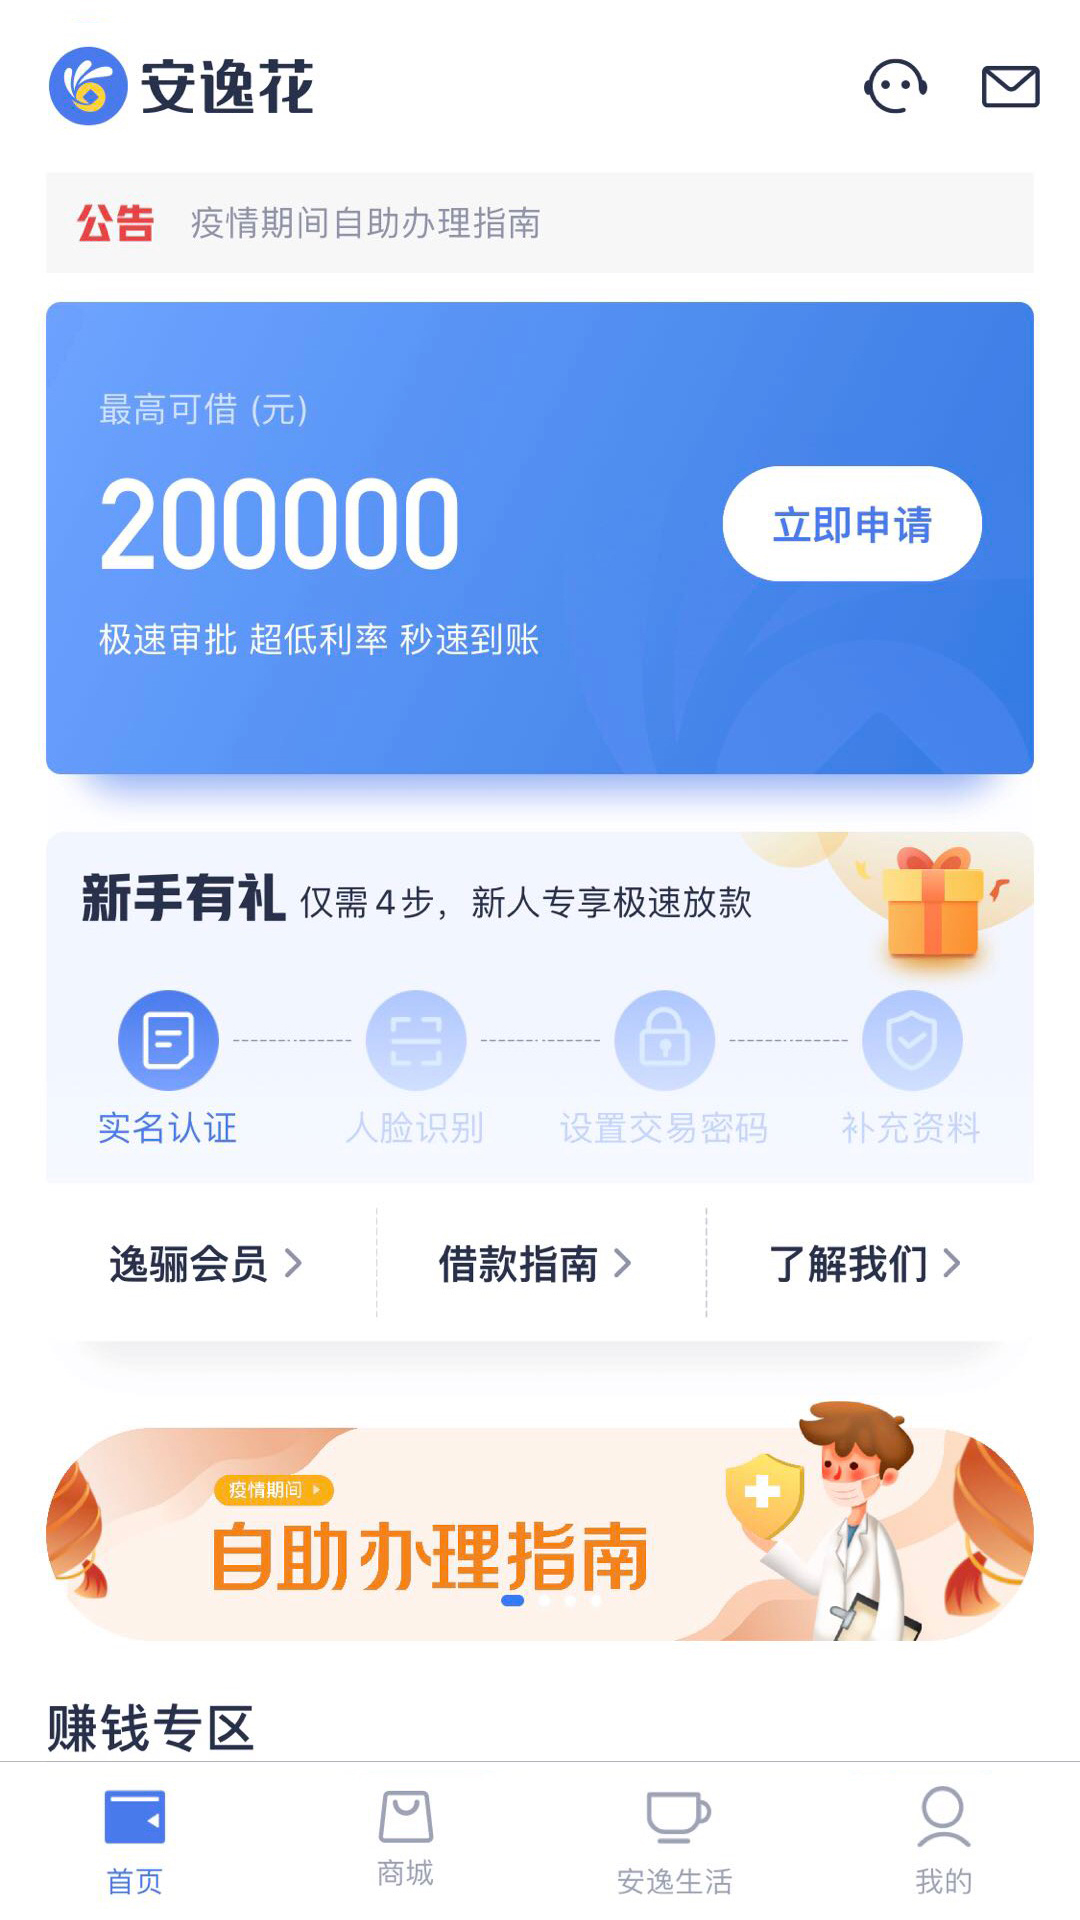 安逸花
公告 疫情期间自助办理指南
最高可借 (元)
200000
立即申请
极速审批 超低利率 秒速到账
新手有礼 仅需4步，新人专享极速放款
实名认证 人脸识别 设置交易密码 补充资料
逸骊会员 借款指南 了解我们
疫情期间
自助办理指南
赚钱专区
首页 商城 安逸生活 我的